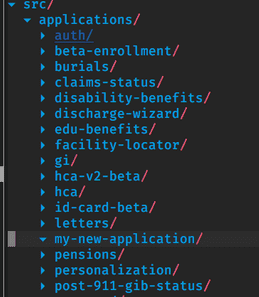 src/
applications/
auth/
beta-enrollment/
burials/
claims-status/
disability-benefits/
discharge-wizard/
edu-benefits/
facility-locator/
gi/
hca-v2-beta/
hca/
id-card-beta/
letters/
my-new-application/
pensions/
personalization/
post-911-gib-status/